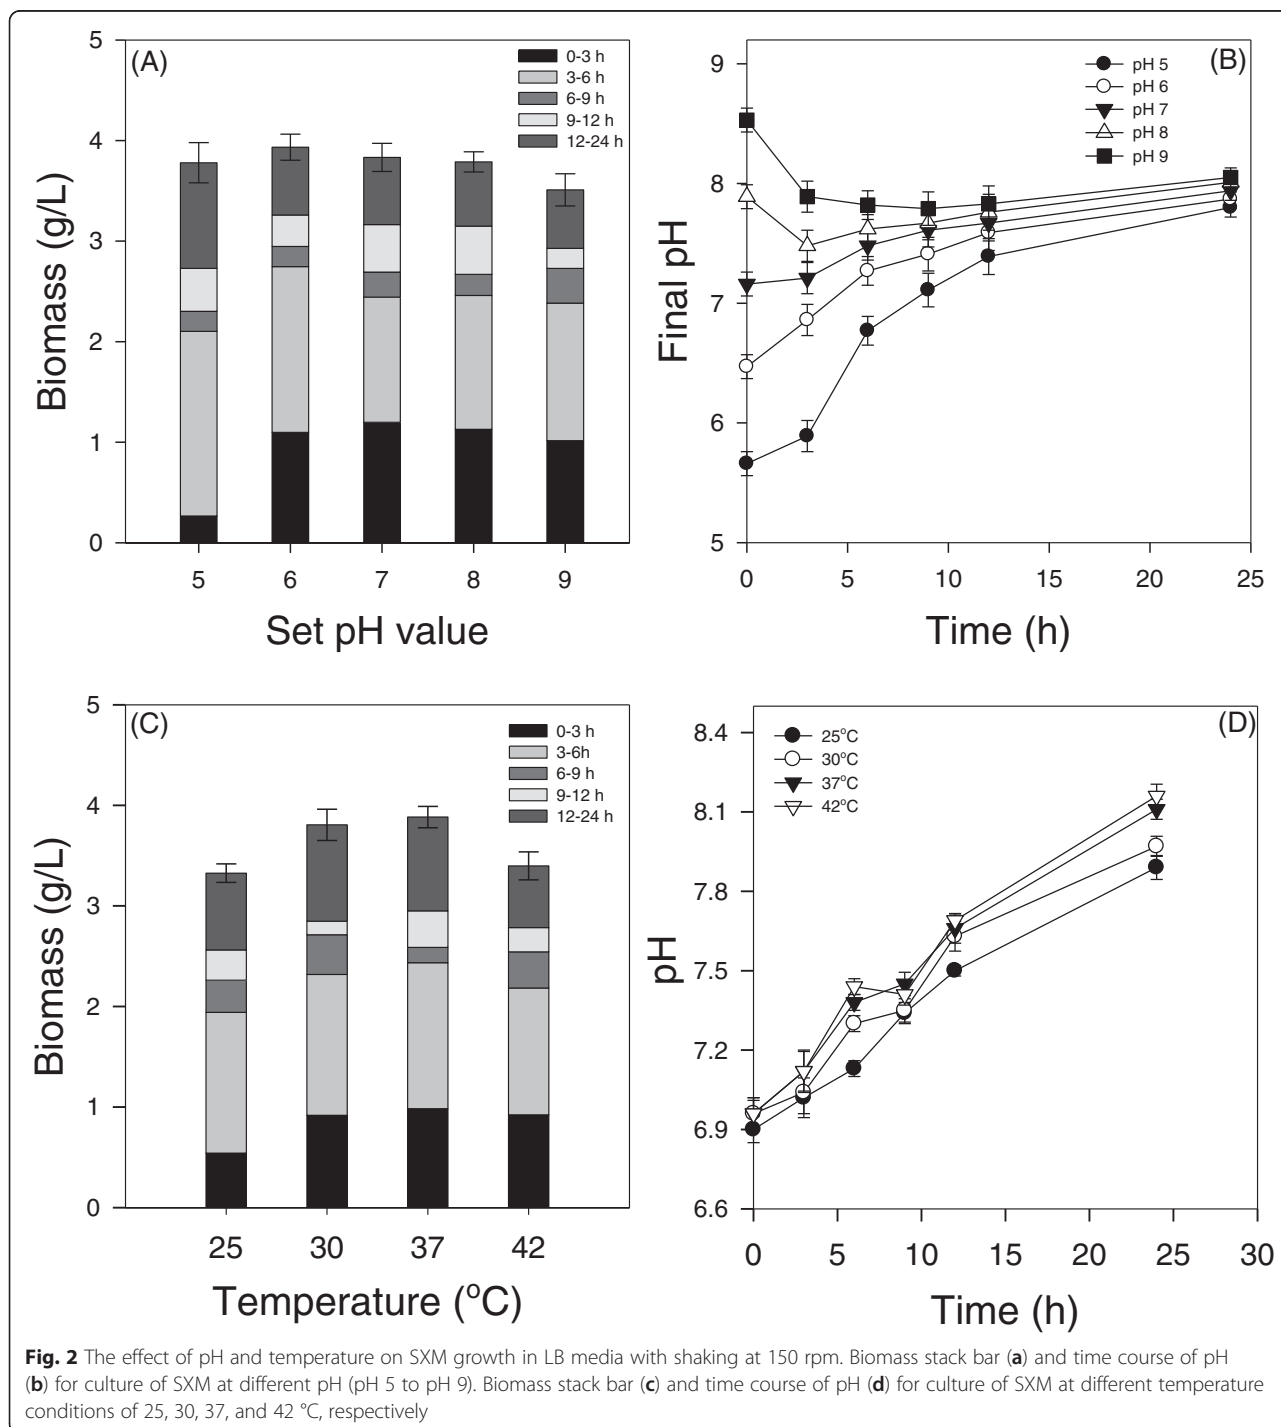 (A)
5
4
3
2
1
0
Biomass (g/L)
0-3 h
3-6 h
6-9 h
9-12 h
12-24 h
5 6 7 8 9
Set pH value
(B)
9
8
7
6
5
Final pH
pH 5
pH 6
pH 7
pH 8
pH 9
0 5 10 15 20 25
Time (h)
(C)
5
4
3
2
1
0
Biomass (g/L)
0-3 h
3-6h
6-9 h
9-12 h
12-24 h
25 30 37 42
Temperature (°C)
(D)
8.4
8.1
7.8
7.5
7.2
6.9
6.6
pH
25°C
30°C
37°C
42°C
0 5 10 15 20 25 30
Time (h)
Fig. 2 The effect of pH and temperature on SXM growth in LB media with shaking at 150 rpm. Biomass stack bar (a) and time course of pH
(b) for culture of SXM at different pH (pH 5 to pH 9). Biomass stack bar (c) and time course of pH (d) for culture of SXM at different temperature
conditions of 25, 30, 37, and 42 °C, respectively